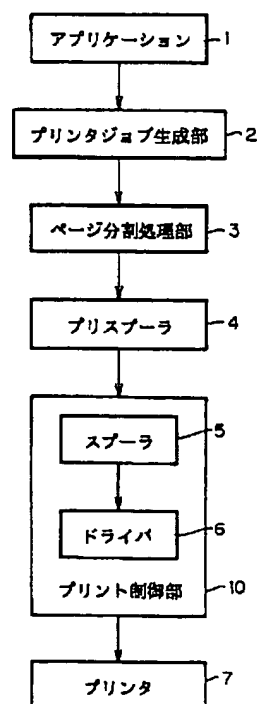 アプリケーション 1
プリンタジョブ生成部 2
ページ分割処理部 3
プリスプーラ 4
スプーラ 5
ドライバ 6
プリント制御部 10
プリンタ 7